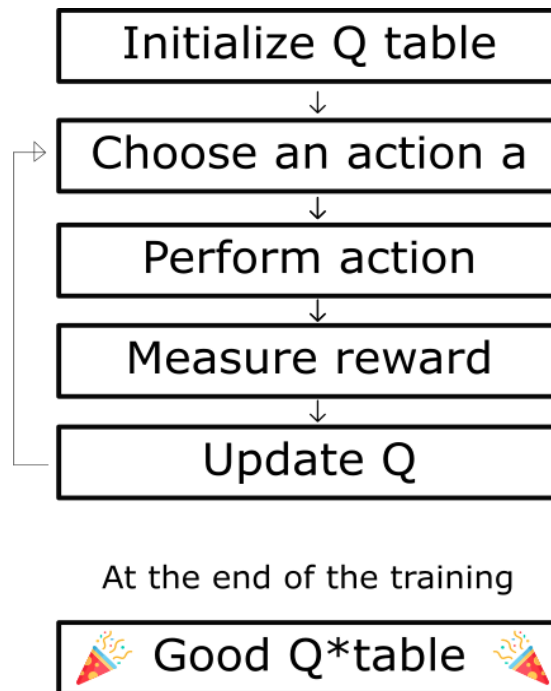 Initialize Q table
Choose an action a
Perform action
Measure reward
Update Q
At the end of the training
Good Q*table